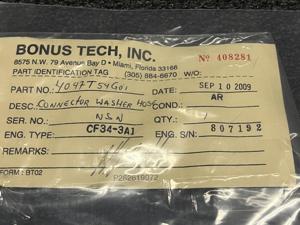 BONUS TECH, INC.
8575 N.W. 79 Avenue Bay D • Miami, Florida 33166
Nº 408281
PART IDENTIFICATION TAG (305) 884-6670 W/O:
PART NO.: 4047T54G01 DATE: SEP 10 2009
DESC.: CONNECTOR WASHER HOSE COND.: AR
SER. NO.: NSN QTY.: 1
ENG. TYPE: CF34-3A1 ENG. S/N: 807192
REMARKS:
FORM: BT02